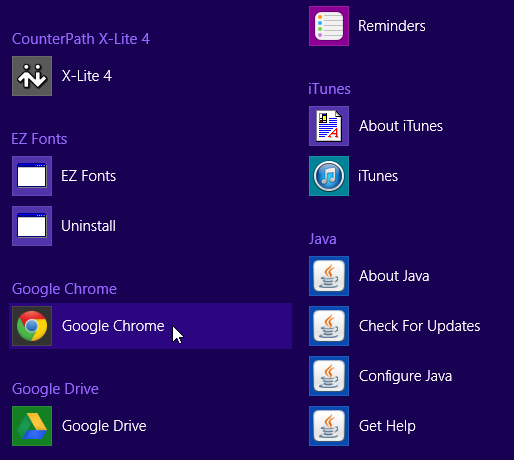 CounterPath X-Lite 4
X-Lite 4
EZ Fonts
EZ Fonts
Uninstall
Google Chrome
Google Chrome
Google Drive
Google Drive
Reminders
iTunes
About iTunes
iTunes
Java
About Java
Check For Updates
Configure Java
Get Help